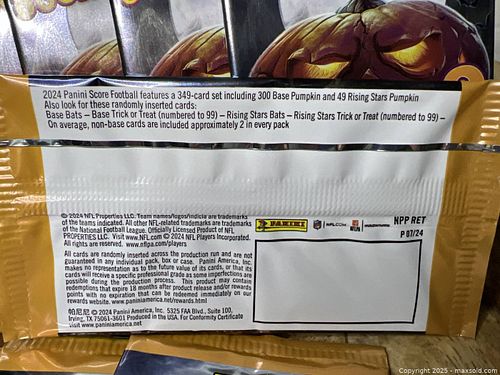 2024 Panini Score Football features a 349-card set including 300 Base Pumpkin and 49 Rising Stars Pumpkin
Also look for these randomly inserted cards:
Base Bats – Base Trick or Treat (numbered to 99) – Rising Stars Bats – Rising Stars Trick or Treat (numbered to 99) –
On average, non-base cards are included approximately 2 in every pack
© 2024 NFL Properties LLC. Team names/logos/indicia are trademarks
of the teams indicated. All other NFL-related trademarks are trademarks
of the National Football League. Officially Licensed Product of NFL
PROPERTIES LLC. Visit www.NFL.com © 2024 NFL Players Incorporated.
All rights are reserved. www.nflpa.com/players
All cards are randomly inserted across the production run and are not
guaranteed in any individual pack, box or case. Panini America, Inc.
makes no representation as to the future value of its cards, or that its
cards will receive a specific professional grade as some imperfections are
possible during the production process. This product may contain
redemptions that expire 18 months after product release and/or rewards
points with no expiration that can be redeemed immediately on our
rewards website. www.paniniamerica.net/rewards.html
帕尼尼 © 2024 Panini America, Inc. 5325 FAA Blvd., Suite 100,
Irving, TX 75061-3601 Produced in the USA. For Conformity Certificate
visit www.paniniamerica.net
PANINI
NFL.COM
NPP RET
P 07/24
Copyright 2025 - maxsold.com